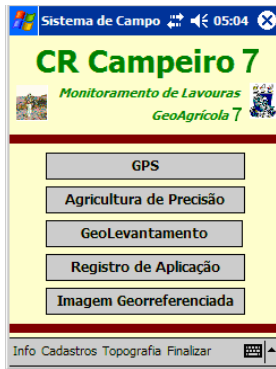 Sistema de Campo 05:04
CR Campeiro 7
Monitoramento de Lavouras
GeoAgrícola 7
GPS
Agricultura de Precisão
GeoLevantamento
Registro de Aplicação
Imagem Georreferenciada
Info Cadastros Topografia Finalizar